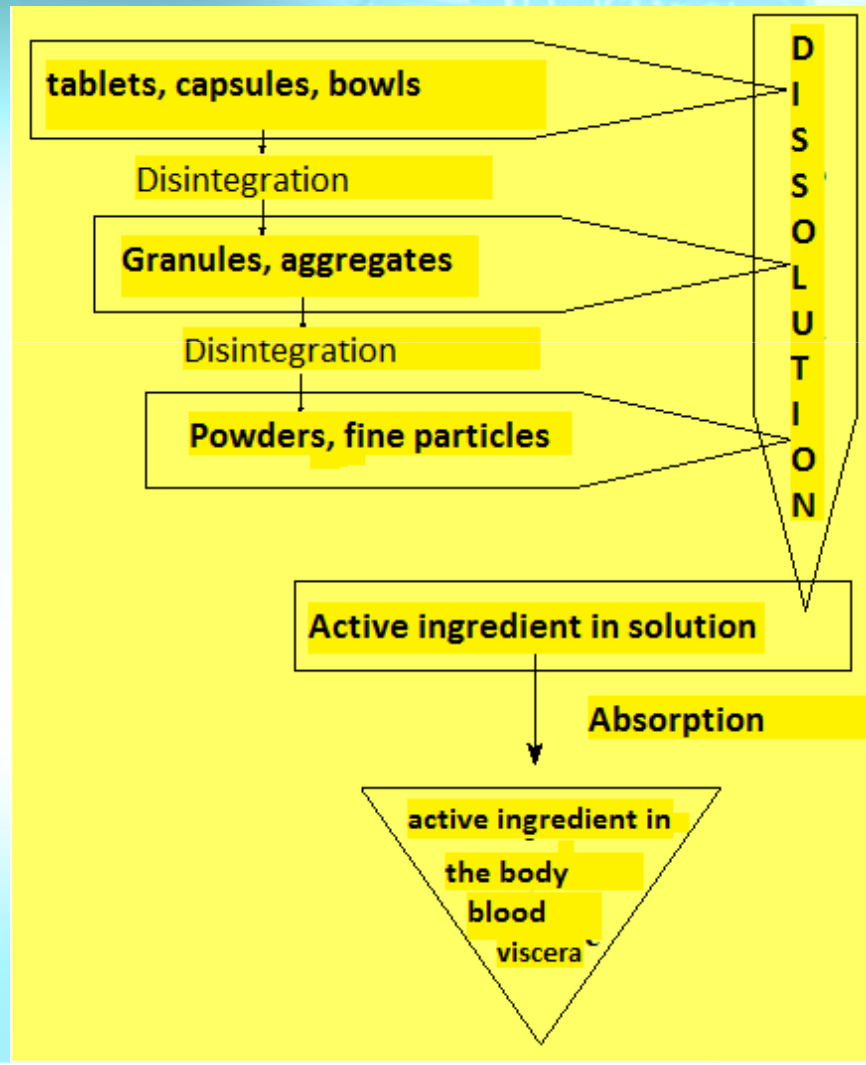 tablets, capsules, bowls
Disintegration
Granules, aggregates
Disintegration
Powders, fine particles
DISSOLUTION
Active ingredient in solution
Absorption
active ingredient in
the body
blood
viscera